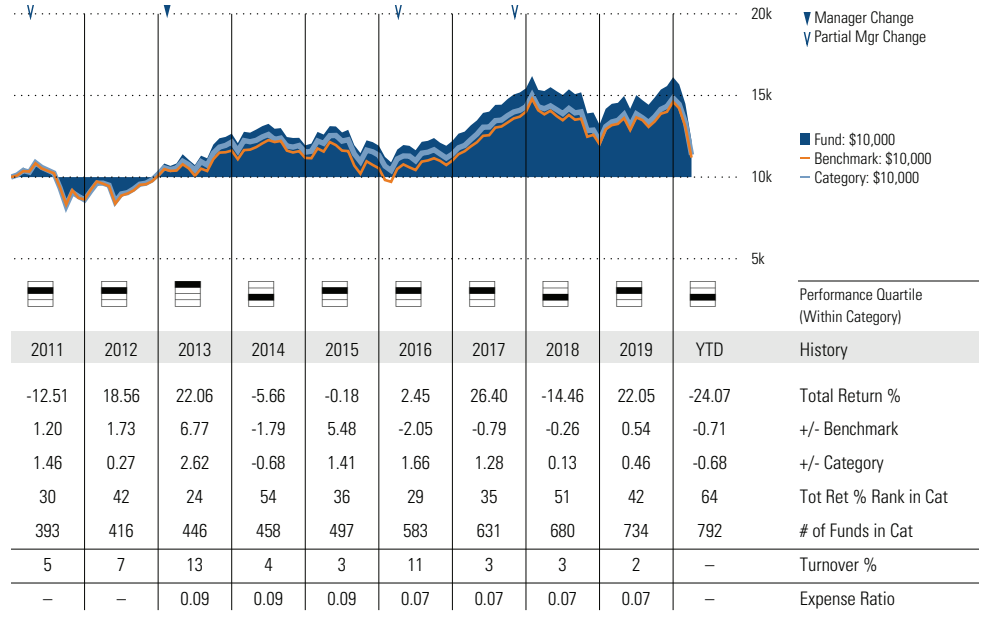 20k
▼ Manager Change
Partial Mgr Change
15k
Fund: $10,000
Benchmark: $10,000
Category: $10,000
10k
5k
Performance Quartile
(Within Category)
2011 2012 2013 2014 2015 2016 2017 2018 2019 YTD History
-12.51 18.56 22.06 -5.66 -0.18 2.45 26.40 -14.46 22.05 -24.07 Total Return %
1.20 1.73 6.77 -1.79 5.48 -2.05 -0.79 -0.26 0.54 -0.71 +/- Benchmark
1.46 0.27 2.62 -0.68 1.41 1.66 1.28 0.13 0.46 -0.68 +/- Category
30 42 24 54 36 29 35 51 42 64 Tot Ret % Rank in Cat
393 416 446 458 497 583 631 680 734 792 # of Funds in Cat
5 7 13 4 3 11 3 3 2 – Turnover %
– – 0.09 0.09 0.09 0.07 0.07 0.07 0.07 – Expense Ratio